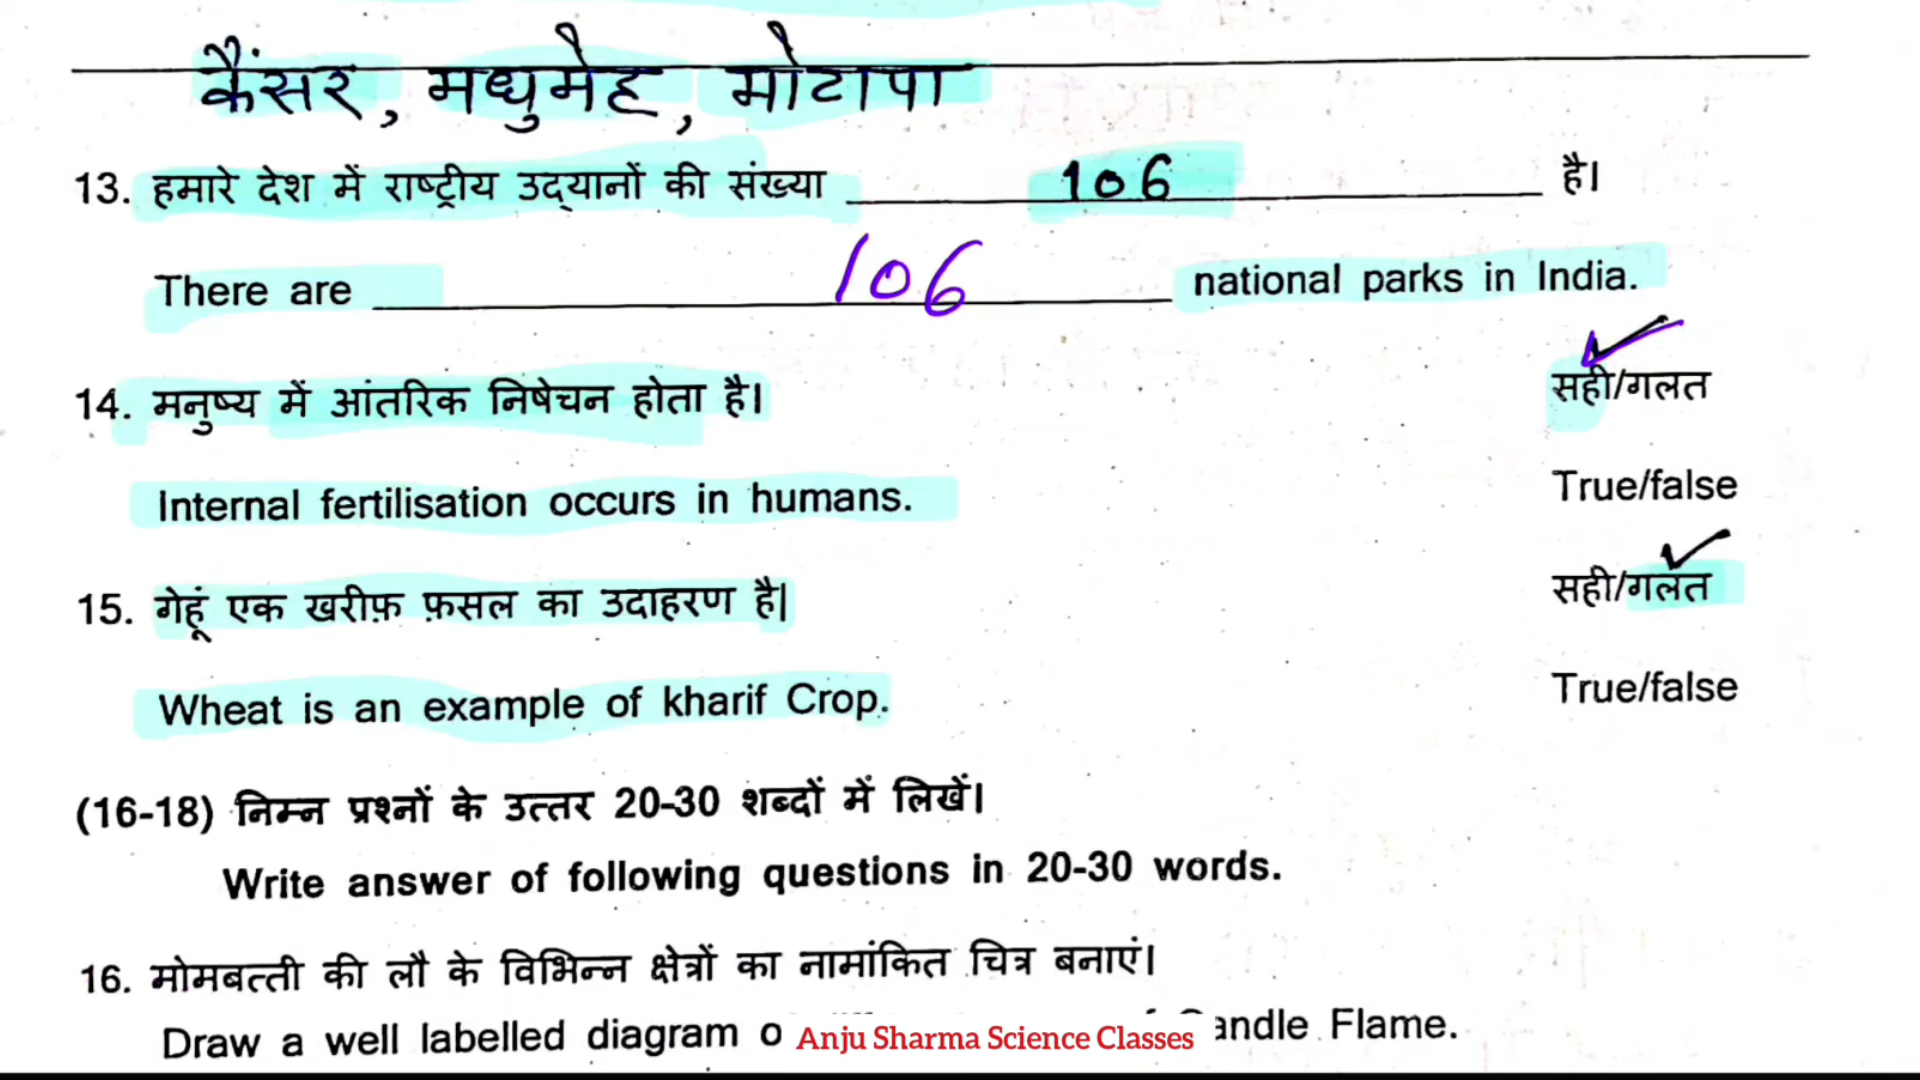 कैंसर, मधुमेह, मोटापा
13. हमारे देश में राष्ट्रीय उद्यानों की संख्या 106 है।
There are 106 national parks in India.
14. मनुष्य में आंतरिक निषेचन होता है। सही/गलत
Internal fertilisation occurs in humans. True/false
15. गेहूं एक खरीफ़ फ़सल का उदाहरण है| सही/गलत
Wheat is an example of kharif Crop. True/false
(16-18) निम्न प्रश्नों के उत्तर 20-30 शब्दों में लिखें।
Write answer of following questions in 20-30 words.
16. मोमबत्ती की लौ के विभिन्न क्षेत्रों का नामांकित चित्र बनाएं।
Draw a well labelled diagram o andle Flame.
Anju Sharma Science Classes